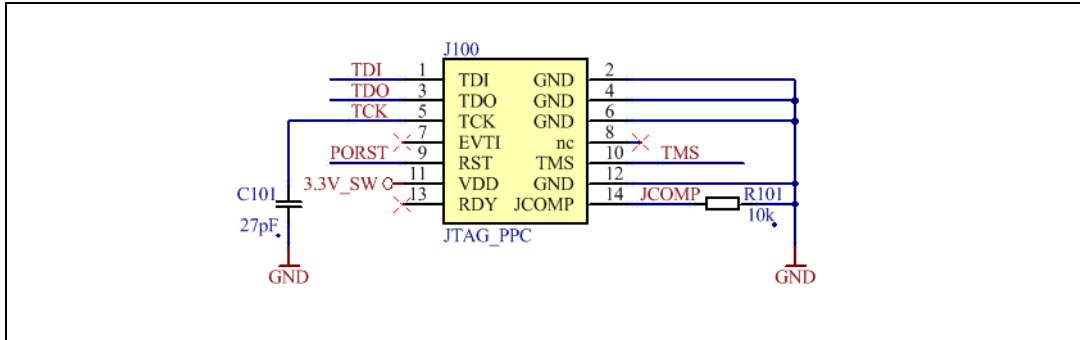 J100
TDI 1 TDI GND 2
TDO 3 TDO GND 4
TCK 5 TCK GND 6
7 EVTI nc 8
PORST 9 RST TMS 10 TMS
3.3V_SW 11 VDD GND 12
13 RDY JCOMP 14 JCOMP R101
C101
10k
27pF
JTAG_PPC
GND
GND